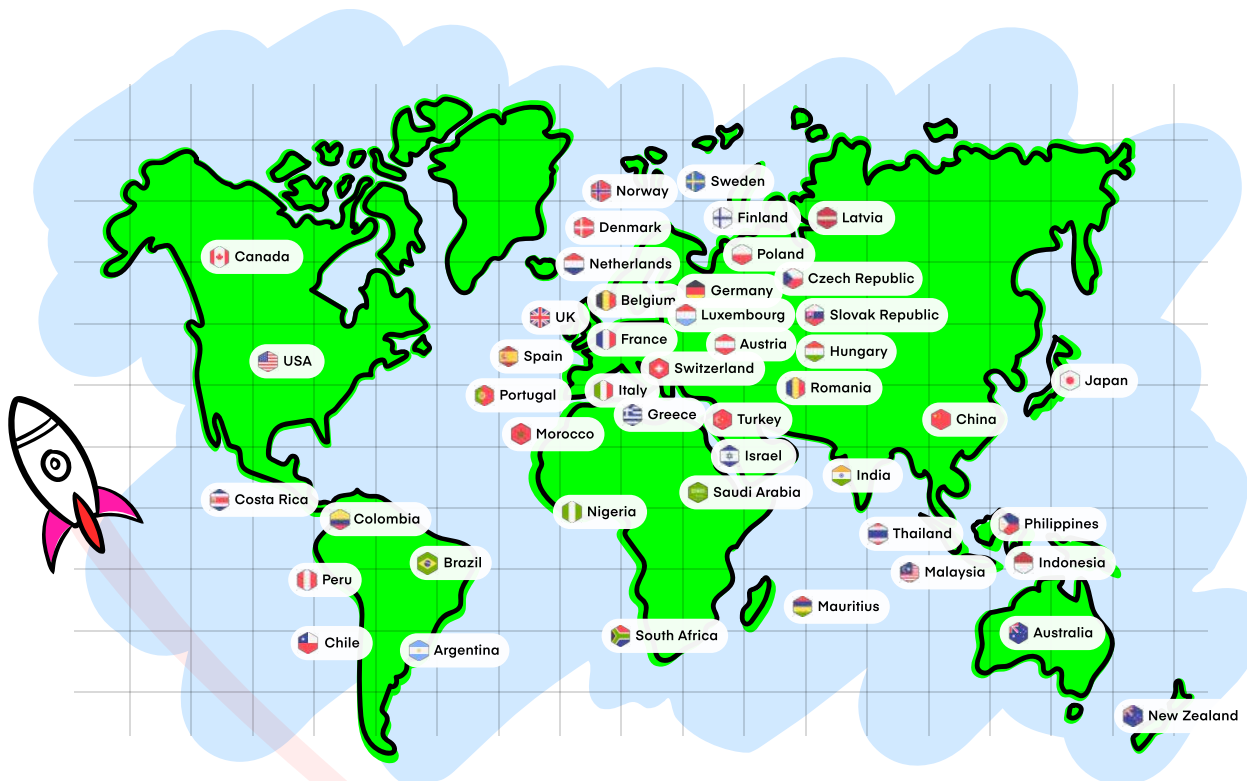 Sweden
Norway
Finland
Latvia
Denmark
Poland
Canada
Netherlands
Czech Republic
Germany
Belgium
Luxembourg
Slovak Republic
UK
France
Austria
Hungary
Spain
USA
Switzerland
Japan
Romania
Italy
Portugal
Greece
Turkey
China
Morocco
Israel
India
Saudi Arabia
Costa Rica
Nigeria
Colombia
Philippines
Thailand
Brazil
Indonesia
Malaysia
Peru
Mauritius
Australia
South Africa
Chile
Argentina
New Zealand